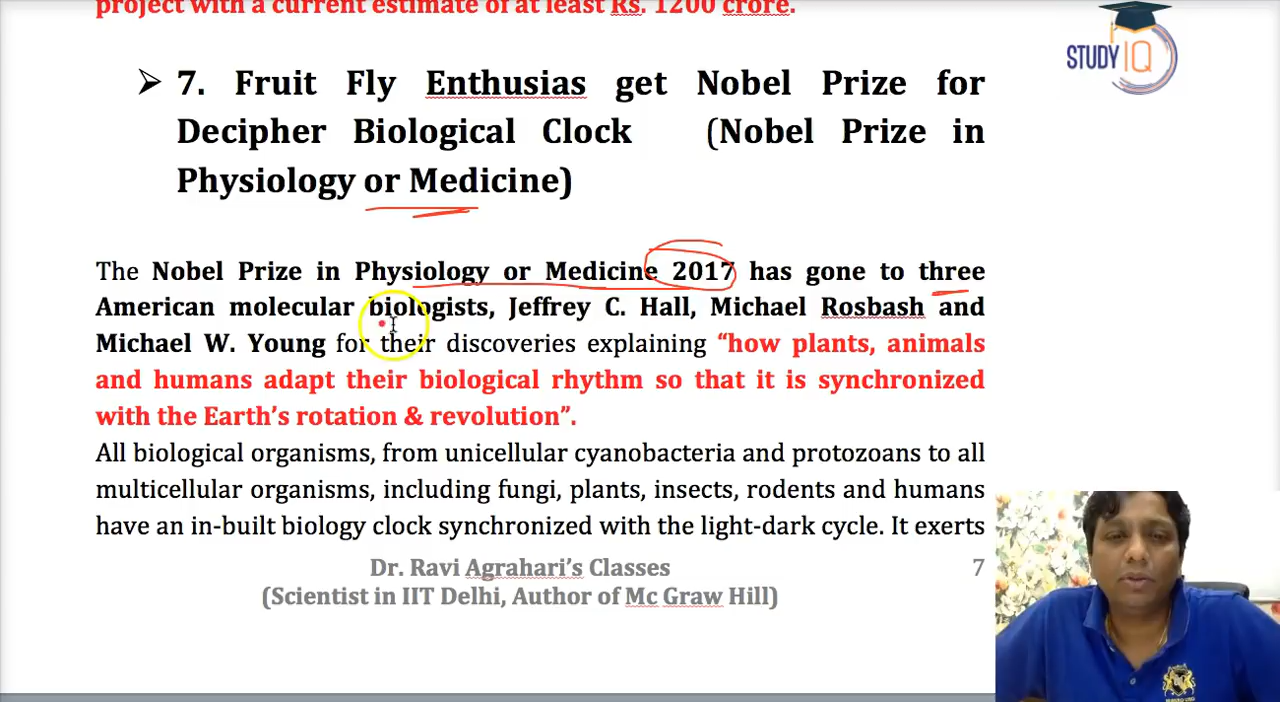 project with a current estimate of at least Rs. 1200 crore.
STUDY IQ
➢ 7. Fruit Fly Enthusias get Nobel Prize for
Decipher Biological Clock (Nobel Prize in
Physiology or Medicine)
The Nobel Prize in Physiology or Medicine 2017 has gone to three
American molecular biologists, Jeffrey C. Hall, Michael Rosbash and
Michael W. Young for their discoveries explaining “how plants, animals
and humans adapt their biological rhythm so that it is synchronized
with the Earth’s rotation & revolution”.
All biological organisms, from unicellular cyanobacteria and protozoans to all
multicellular organisms, including fungi, plants, insects, rodents and humans
have an in-built biology clock synchronized with the light-dark cycle. It exerts
Dr. Ravi Agrahari’s Classes
7
(Scientist in IIT Delhi, Author of Mc Graw Hill)